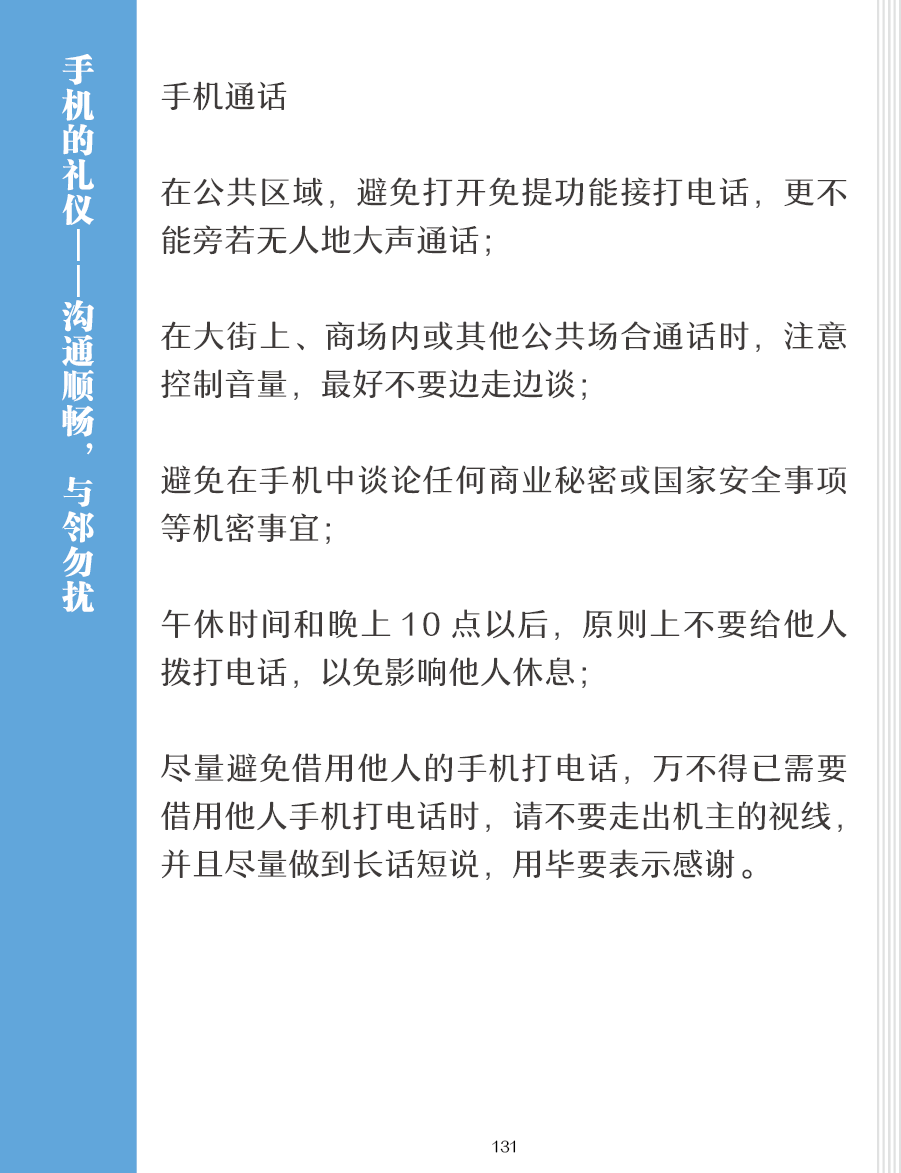 手机的礼仪——沟通顺畅，与邻勿扰
手机通话
在公共区域，避免打开免提功能接打电话，更不
能旁若无人地大声通话；
在大街上、商场内或其他公共场合通话时，注意
控制音量，最好不要边走边谈；
避免在手机中谈论任何商业秘密或国家安全事项
等机密事宜；
午休时间和晚上 10 点以后，原则上不要给他人
拨打电话，以免影响他人休息；
尽量避免借用他人的手机打电话，万不得已需要
借用他人手机打电话时，请不要走出机主的视线，
并且尽量做到长话短说，用毕要表示感谢。
131